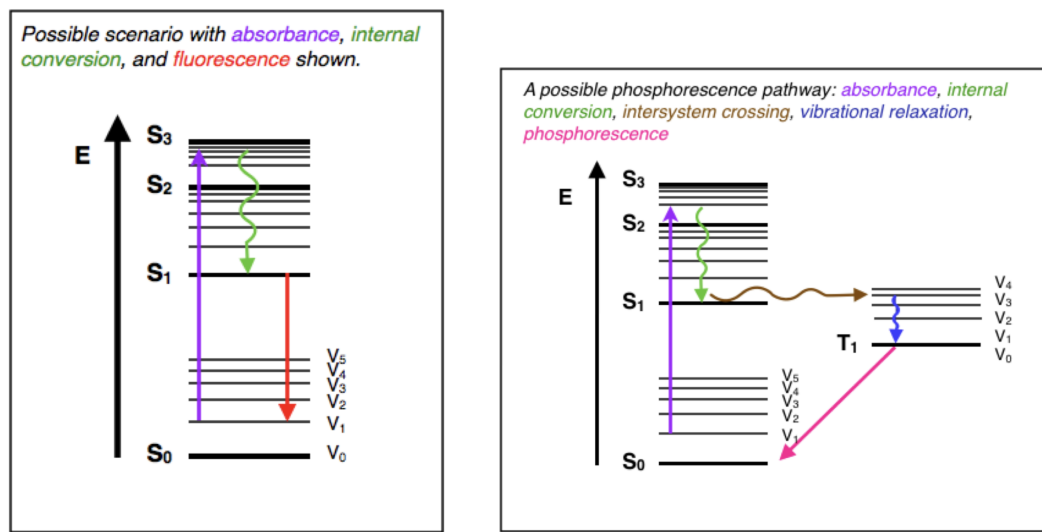 Possible scenario with absorbance, internal
conversion, and fluorescence shown.
E
S3
S2
S1
V5
V4
V3
V2
V1
S0
V0
A possible phosphorescence pathway: absorbance, internal
conversion, intersystem crossing, vibrational relaxation,
phosphorescence
E
S3
S2
S1
V4
V3
V2
V1
T1
V0
V5
V4
V3
V2
V1
S0